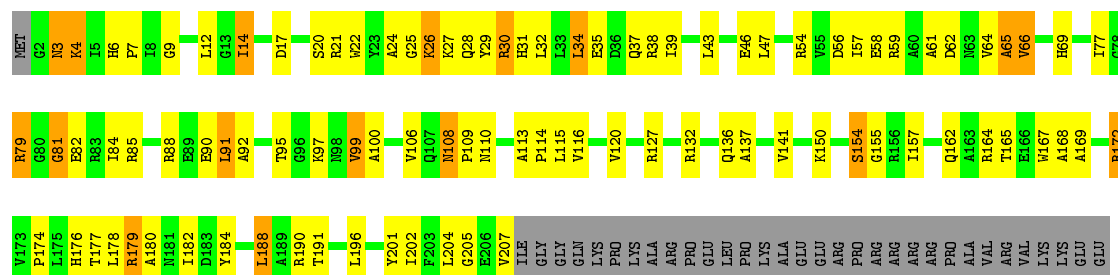 MET G2 N3 K4 I5 H6 P7 I8 G9 L12 G13 I14 D17 S20 R21 W22 Y23 A24 G25 K26 K27 Q28 Y29 R30 H31 L32 L33 L34 E35 D36 Q37 R38 I39 L43 E46 L47 R54 V55 D56 I57 E58 R59 A60 A61 D62 N63 V64 A65 V66 H69 I77
R79 G80 G81 E82 R83 I84 R85 R88 E89 E90 L91 A92 T95 G96 K97 N98 V99 A100 V106 Q107 N108 P109 N110 A113 P114 L115 V116 V120 R127 R132 Q136 A137 V141 K150 S154 G155 R156 I157 Q162 A163 R164 T165 E166 W167 A168 A169
V173 P174 L175 H176 T177 L178 R179 A180 N181 I182 D183 Y184 L188 A189 R190 T191 L196 Y201 I202 F203 L204 G205 E206 V207 ILE GLY GLY GLN LYS PRO LYS ALA ARG PRO GLU LEU PRO LYS ALA GLU GLU ARG PRO ARG ARG ARG ARG PRO ALA VAL ARG VAL LYS LYS GLU GLU